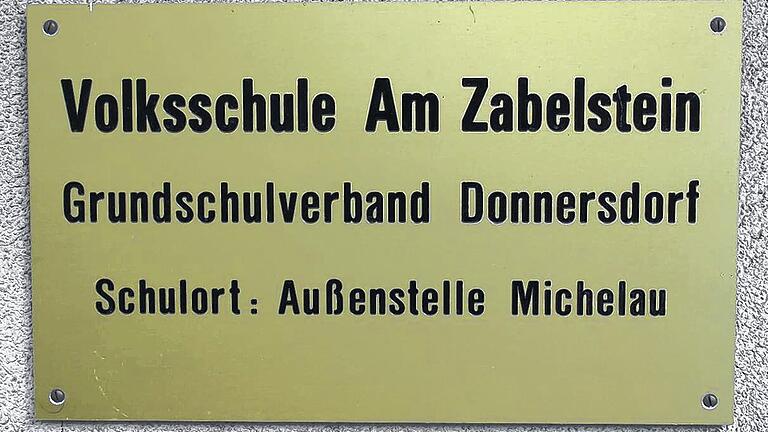 Volksschule Am Zabelstein
Grundschulverband Donnersdorf
Schulort: Außenstelle Michelau